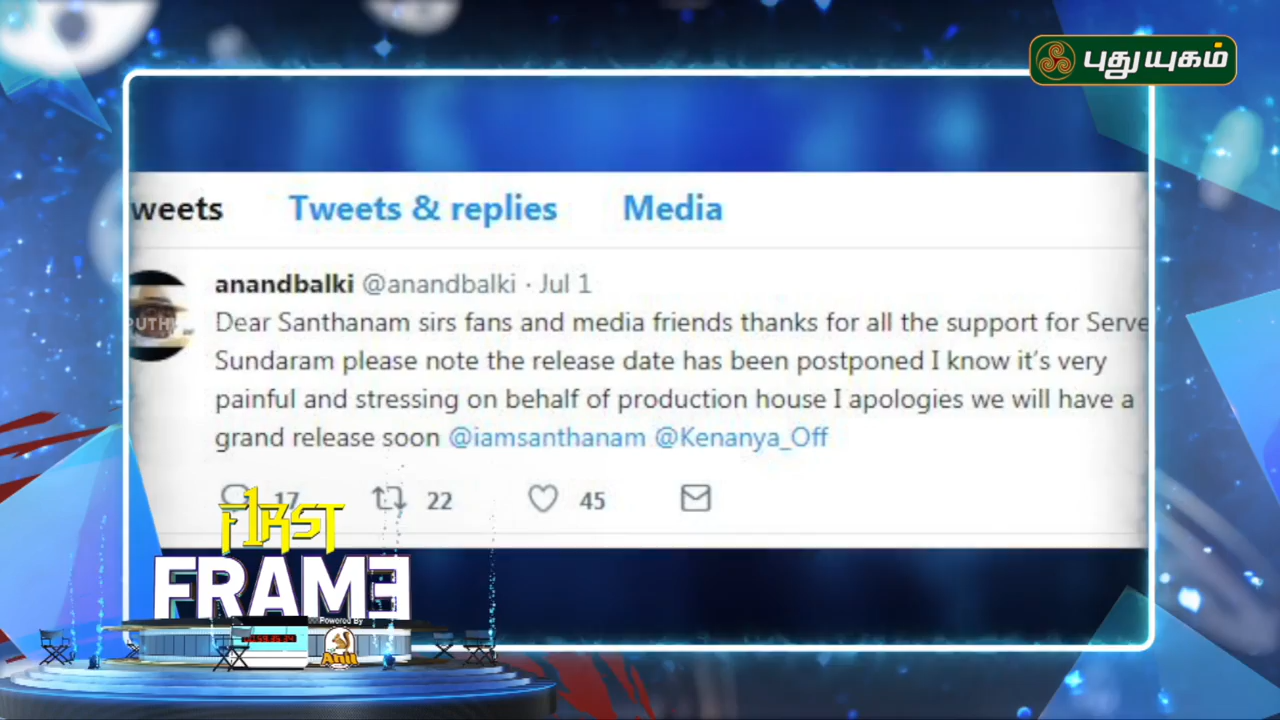 புதுயுகம்
weets Tweets & replies Media
anandbalki @anandbalki · Jul 1
Dear Santhanam sirs fans and media friends thanks for all the support for Serve
Sundaram please note the release date has been postponed I know it's very
painful and stressing on behalf of production house I apologies we will have a
grand release soon @iamsanthanam @Kenanya_Off
17 22 45
F1RST
FRAME
Powered By
Anil